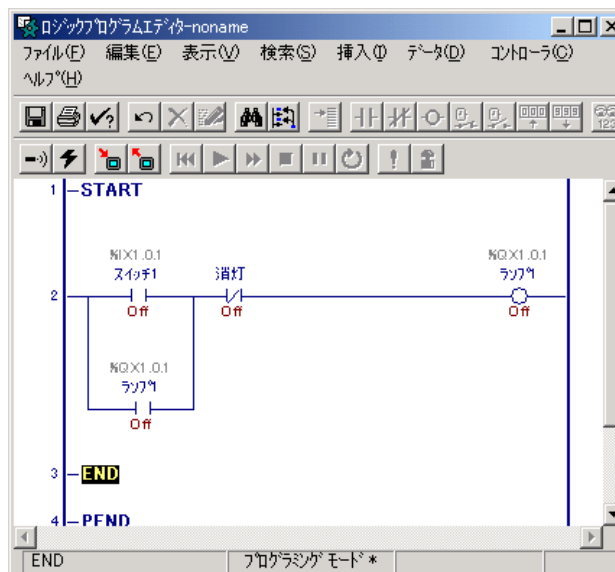 ロジックプログラムエディター-noname
ファイル(F) 編集(E) 表示(V) 検索(S) 挿入(I) データ(D) コントローラ(C)
ヘルプ(H)
000 999 123
1 START
%IX1.0.1 %QX1.0.1
スイッチ1 消灯 ランプ1
2
Off Off Off
%QX1.0.1
ランプ1
Off
3 END
4 PEND
END プログラミング モード *